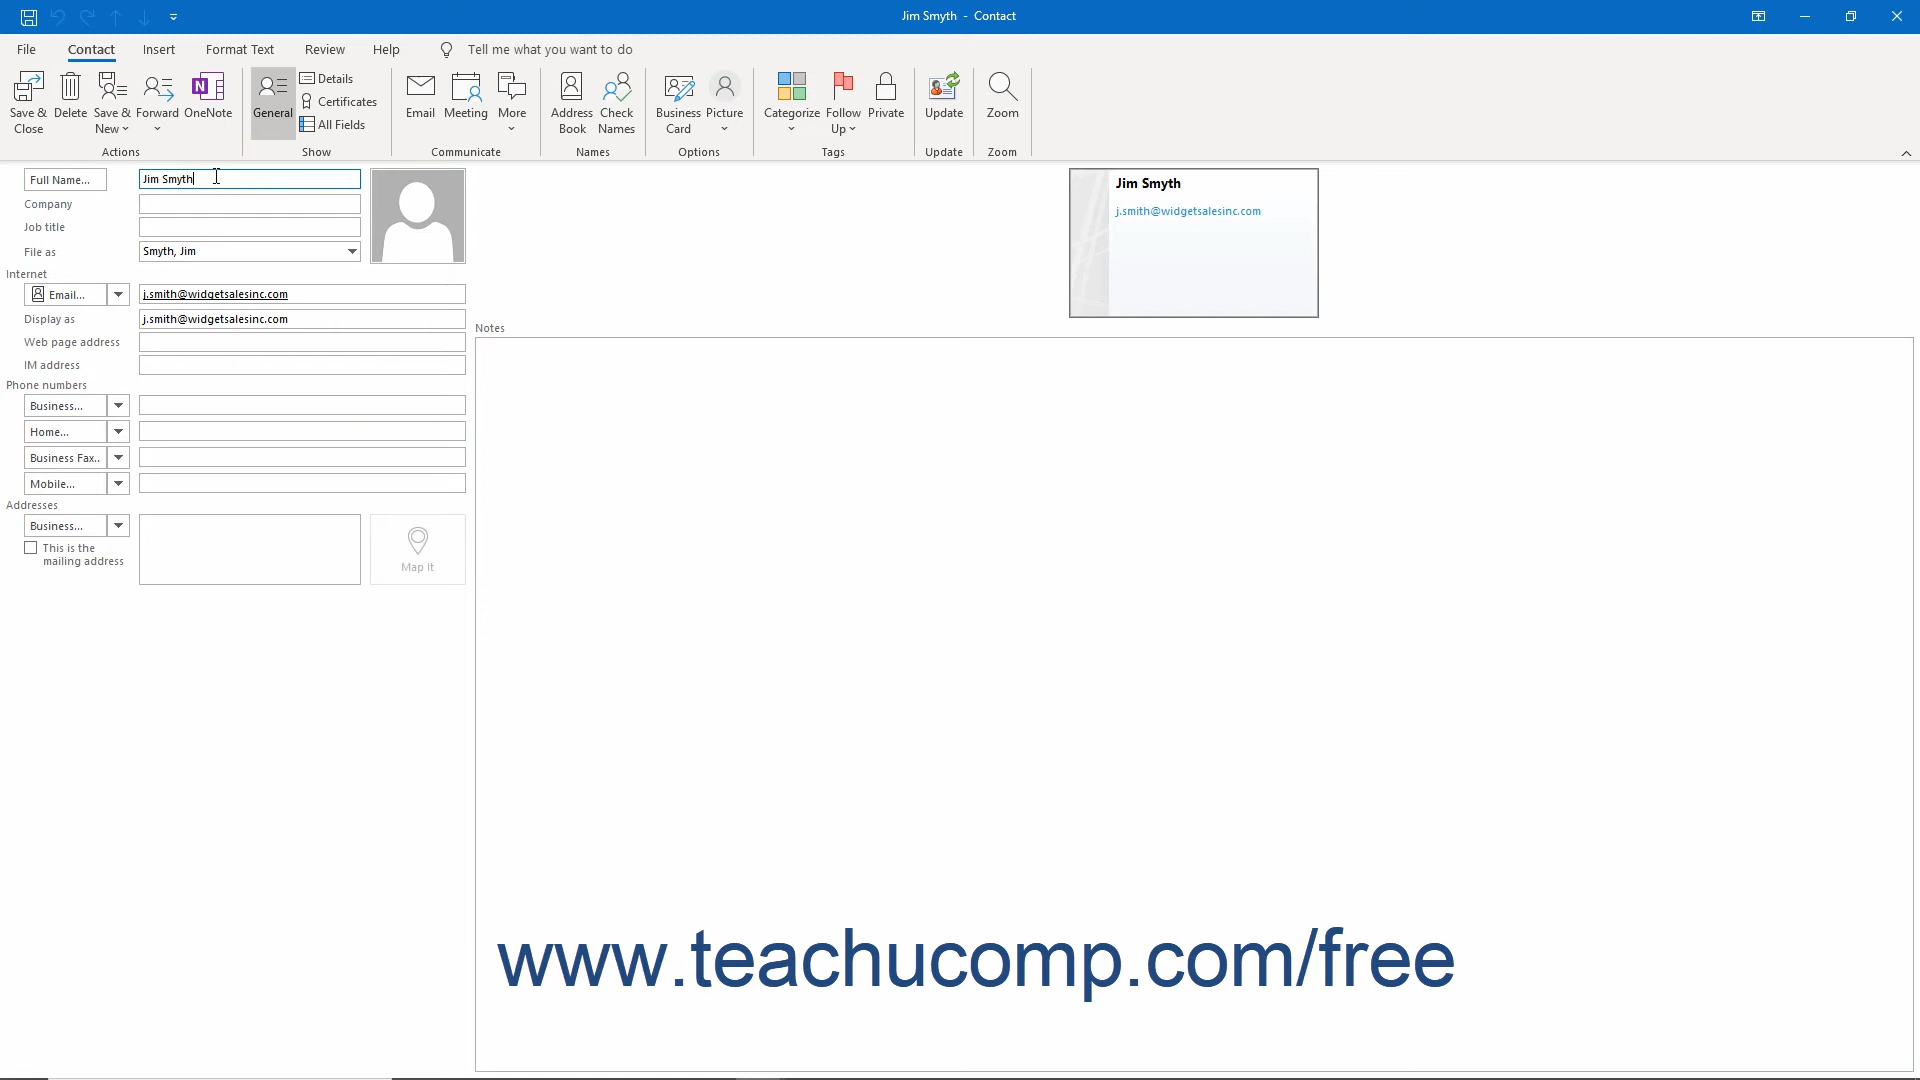 Jim Smyth - Contact
File Contact Insert Format Text Review Help Tell me what you want to do
Save & Close Delete Save & New Forward OneNote General Details Certificates All Fields Email Meeting More Address Book Check Names Business Card Picture Categorize Follow Up Private Update Zoom
Actions Show Communicate Names Options Tags Update Zoom
Full Name... Jim Smyth
Company
Job title
File as Smyth, Jim
Internet
Email... j.smith@widgetsalesinc.com
Display as j.smith@widgetsalesinc.com
Web page address
IM address
Phone numbers
Business...
Home...
Business Fax..
Mobile...
Addresses
Business...
This is the
mailing address
Map It
Jim Smyth
j.smith@widgetsalesinc.com
Notes
www.teachucomp.com/free